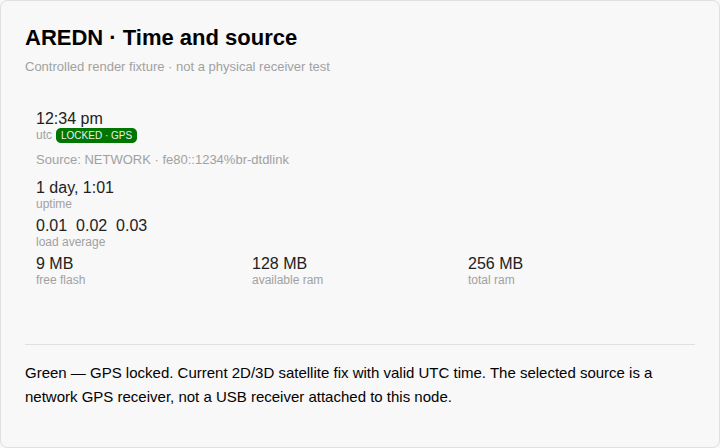 AREDN · Time and source
Controlled render fixture · not a physical receiver test
12:34 pm
utc LOCKED · GPS
Source: NETWORK · fe80::1234%br-dtdlink
1 day, 1:01
uptime
0.01 0.02 0.03
load average
9 MB 128 MB 256 MB
free flash available ram total ram
Green — GPS locked. Current 2D/3D satellite fix with valid UTC time. The selected source is a
network GPS receiver, not a USB receiver attached to this node.